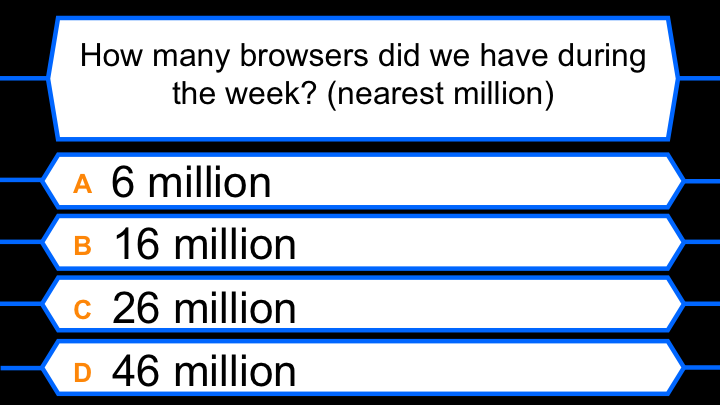 How many browsers did we have during
the week? (nearest million)
A 6 million
B 16 million
C 26 million
D 46 million